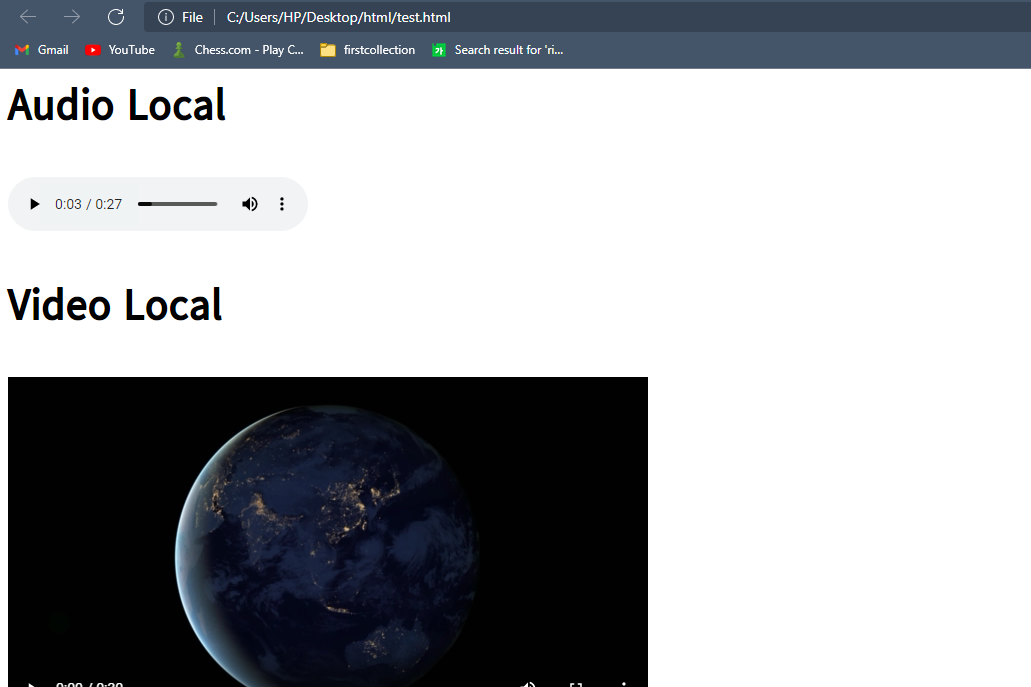 File C:/Users/HP/Desktop/html/test.html
Gmail YouTube Chess.com - Play C... firstcollection 가 Search result for 'ri...
Audio Local
0:03 / 0:27
Video Local